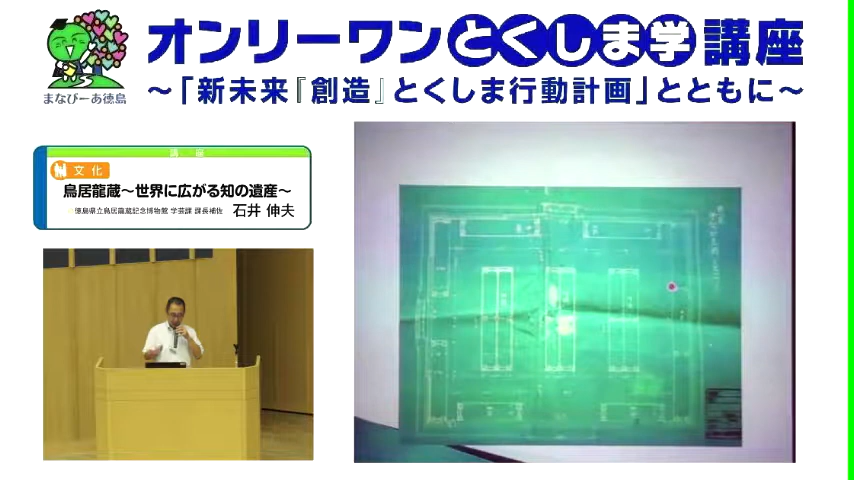 オンリーワンとくしま学講座
～「新未来『創造』とくしま行動計画」とともに～
まなびーあ徳島
講 座
文 化
鳥居龍蔵～世界に広がる知の遺産～
徳島県立鳥居龍蔵記念博物館 学芸課 課長補佐 石井 伸夫